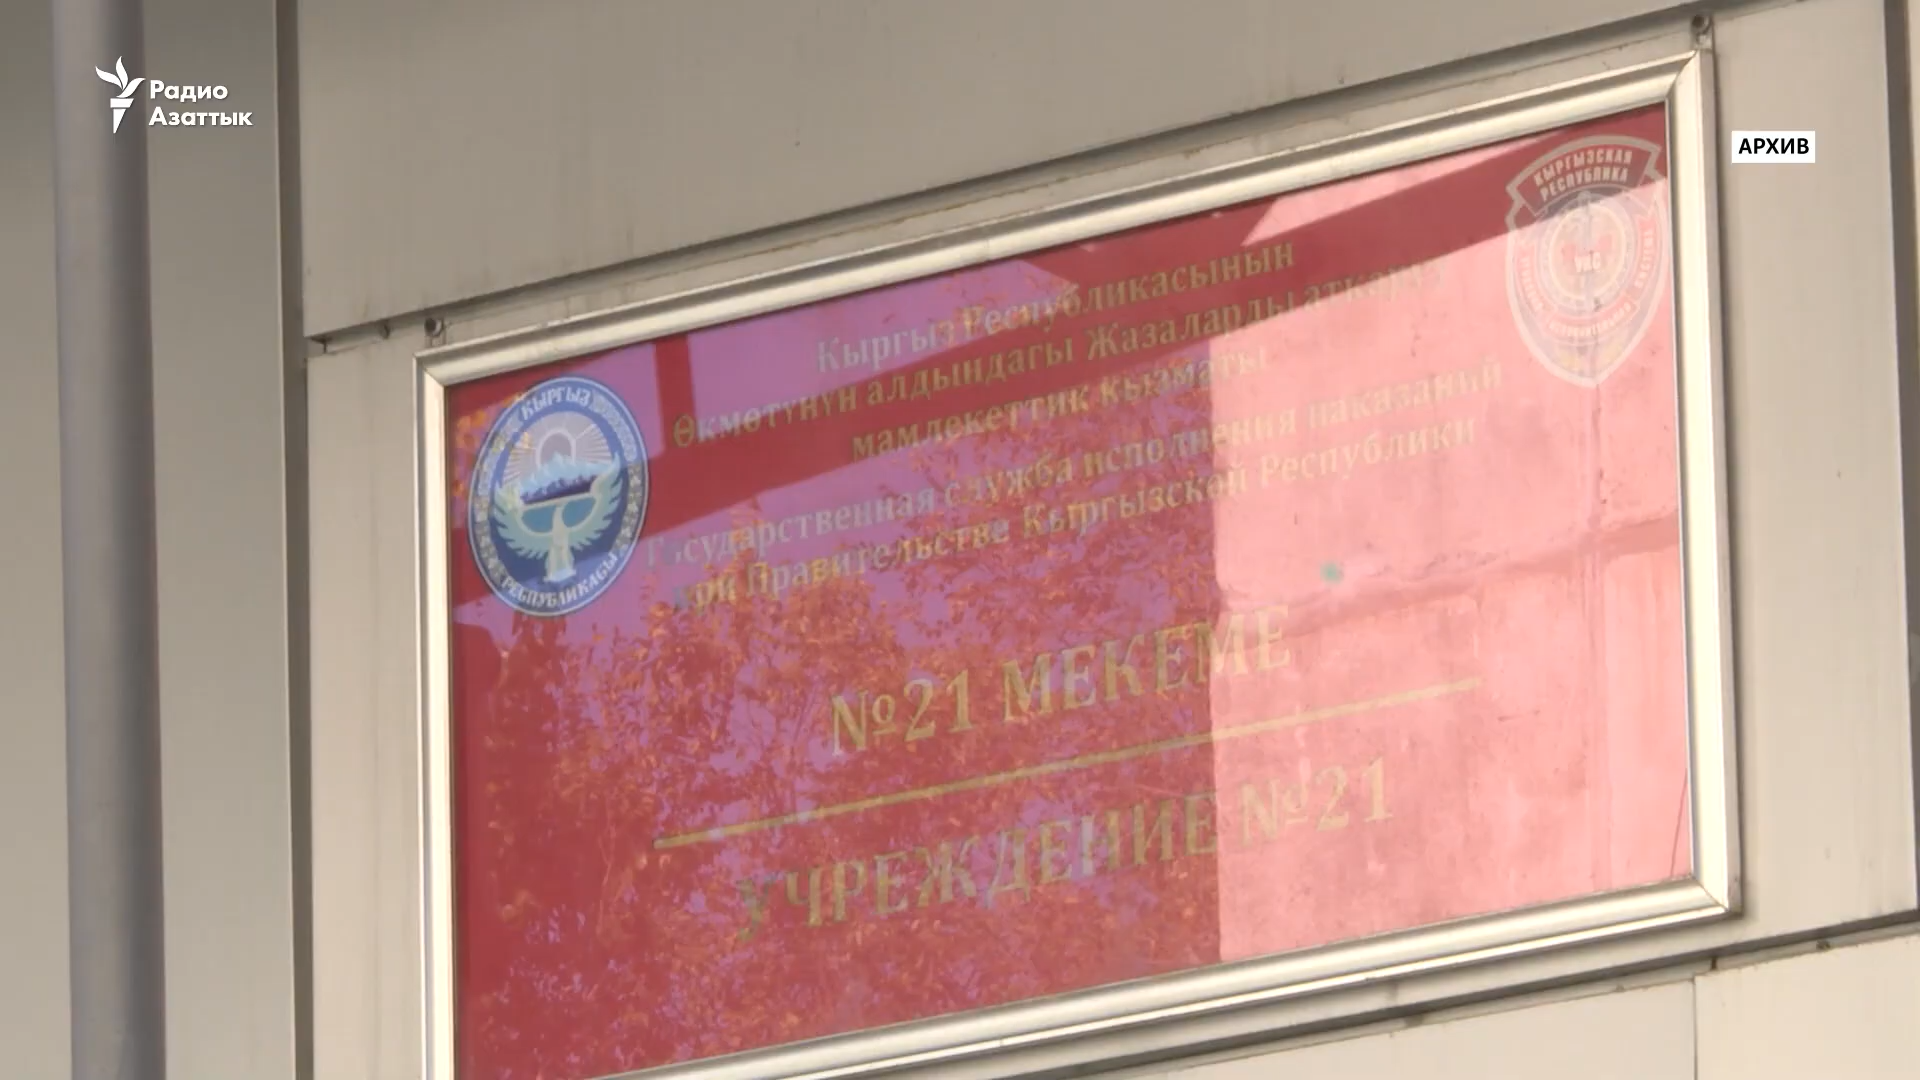 Радио
Азаттык
АРХИВ
КЫРГЫЗСКАЯ
РЕСПУБЛИКА
УИС
КЫРГЫЗ
РЕСПУБЛИКАСЫ
Кыргыз Республикасынын
Өкмөтүнүн алдындагы Жазаларды аткаруу
мамлекеттик кызматы
Государственная служба исполнения наказаний
при Правительстве Кыргызской Республики
№21 МЕКЕМЕ
УЧРЕЖДЕНИЕ №21